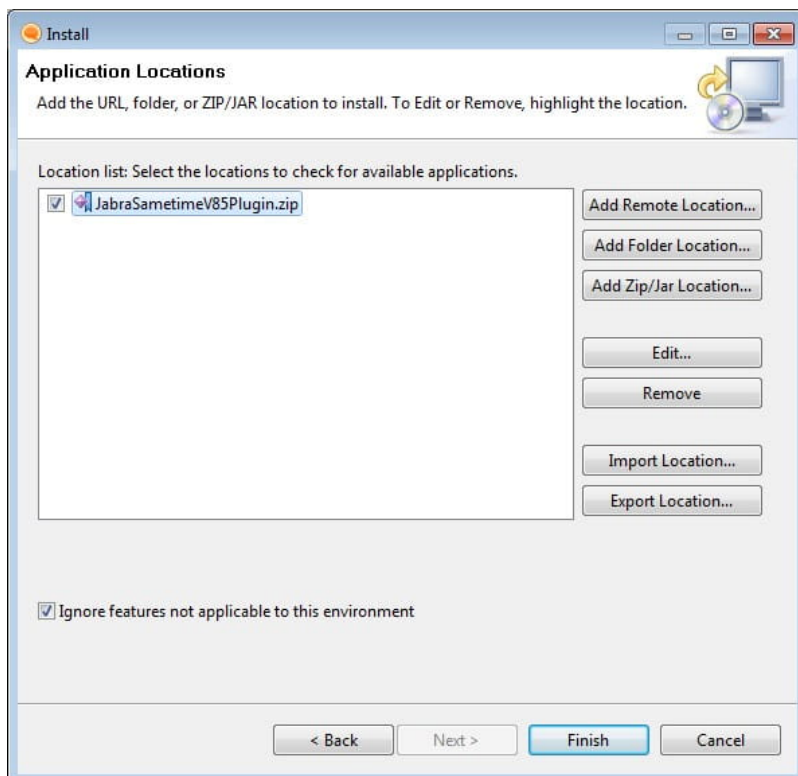 Install
Application Locations
Add the URL, folder, or ZIP/JAR location to install. To Edit or Remove, highlight the location.
Location list: Select the locations to check for available applications.
JabraSametimeV85Plugin.zip
Add Remote Location...
Add Folder Location...
Add Zip/Jar Location...
Edit...
Remove
Import Location...
Export Location...
Ignore features not applicable to this environment
< Back Next > Finish Cancel